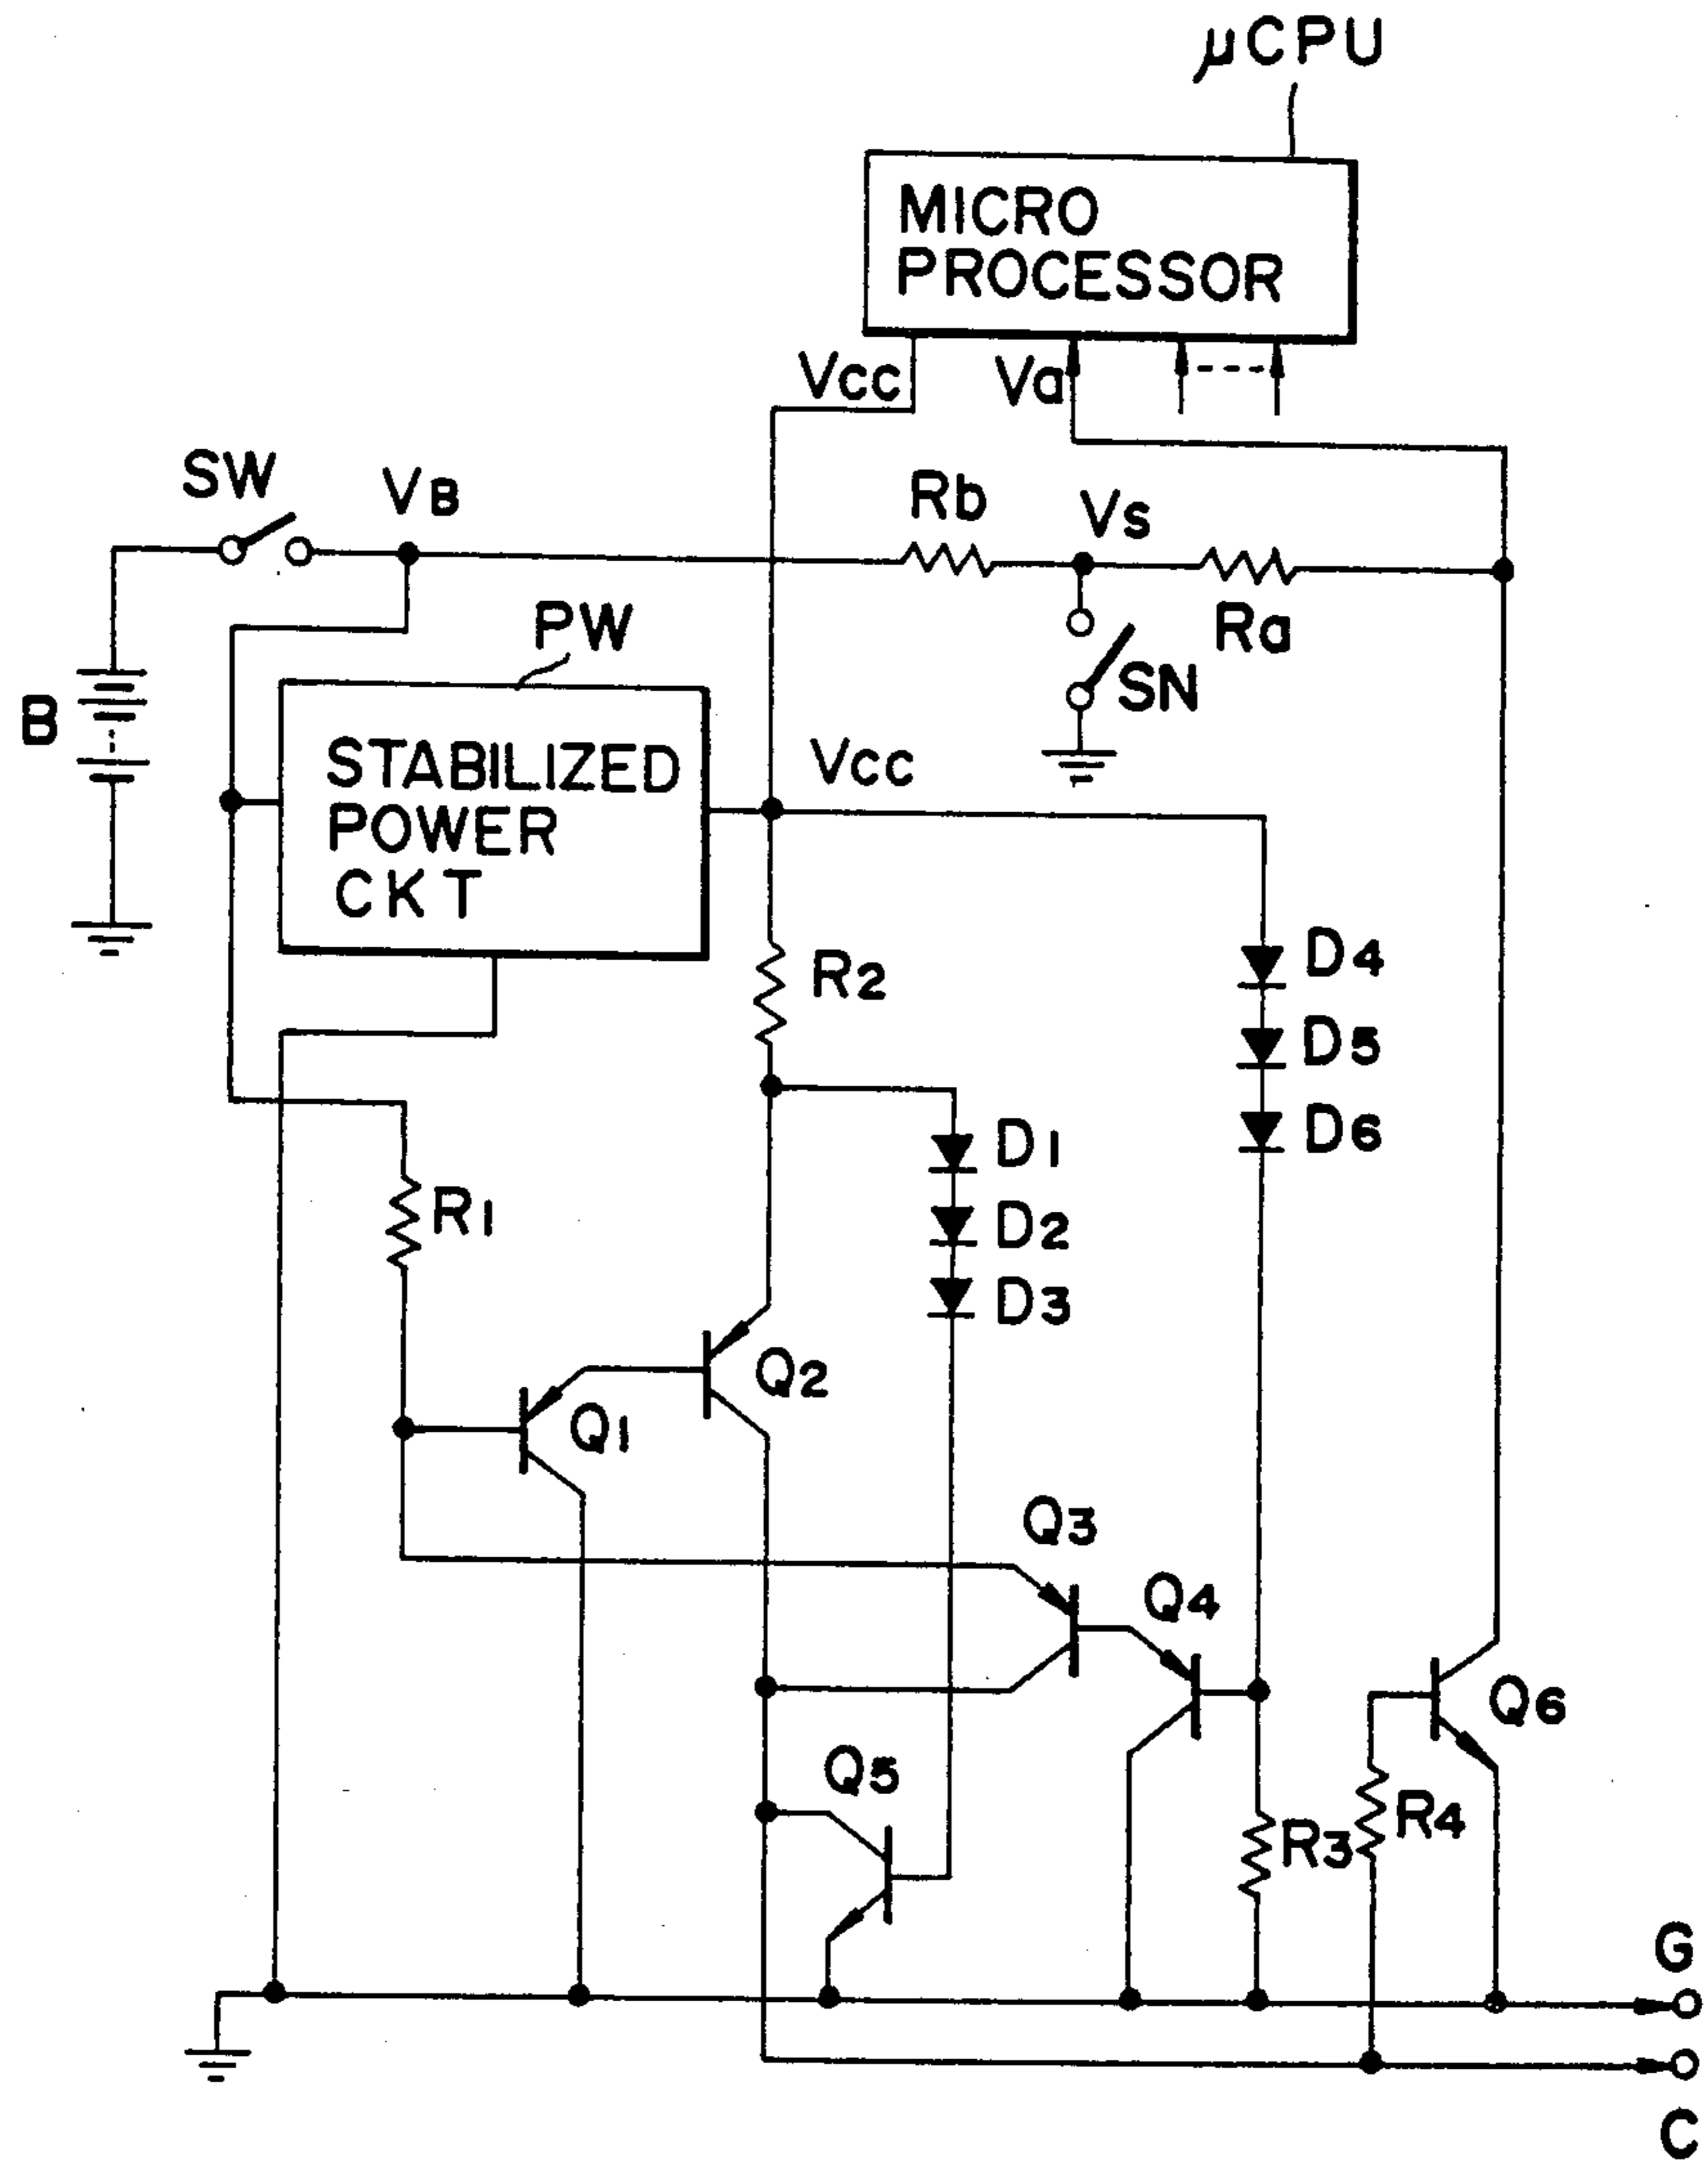 μCPU
MICRO
PROCESSOR
Vcc
Va
SW
VB
Rb
Vs
Ra
PW
SN
B
STABILIZED
POWER
CKT
Vcc
R2
D4
D5
D6
D1
D2
D3
R1
Q2
Q1
Q3
Q4
Q6
Q5
R4
R3
G
C